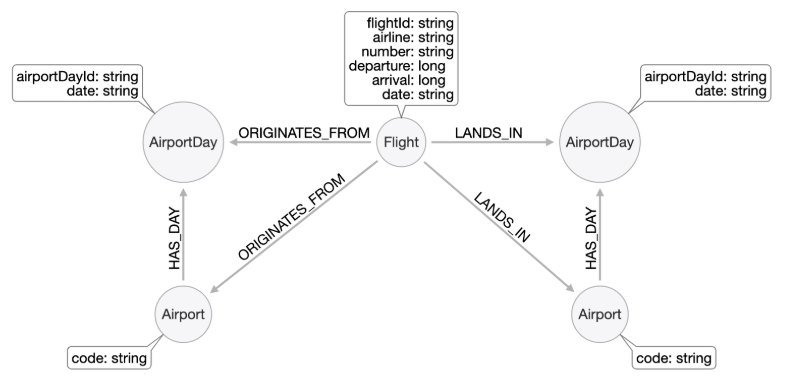 flightId: string
airline: string
number: string
departure: long
arrival: long
date: string
airportDayId: string
date: string
airportDayId: string
date: string
AirportDay
ORIGINATES_FROM
Flight
LANDS_IN
AirportDay
HAS_DAY
ORIGINATES_FROM
LANDS_IN
HAS_DAY
Airport
Airport
code: string
code: string